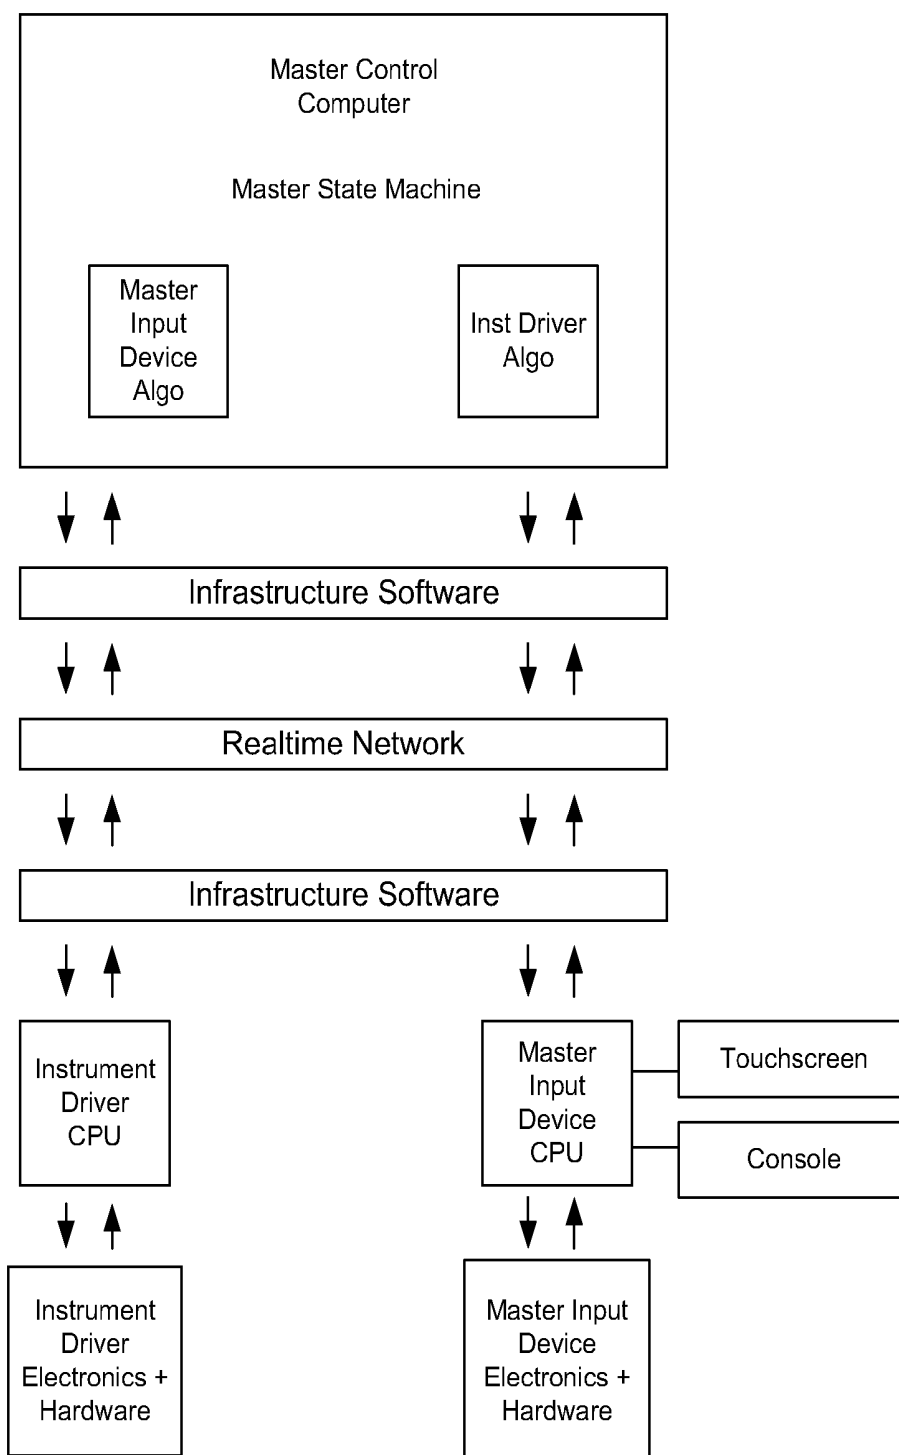 Master Control
Computer
Master State Machine
Master
Input
Device
Algo
Inst Driver
Algo
Infrastructure Software
Realtime Network
Infrastructure Software
Instrument
Driver
CPU
Master
Input
Device
CPU
Touchscreen
Console
Instrument
Driver
Electronics +
Hardware
Master Input
Device
Electronics +
Hardware